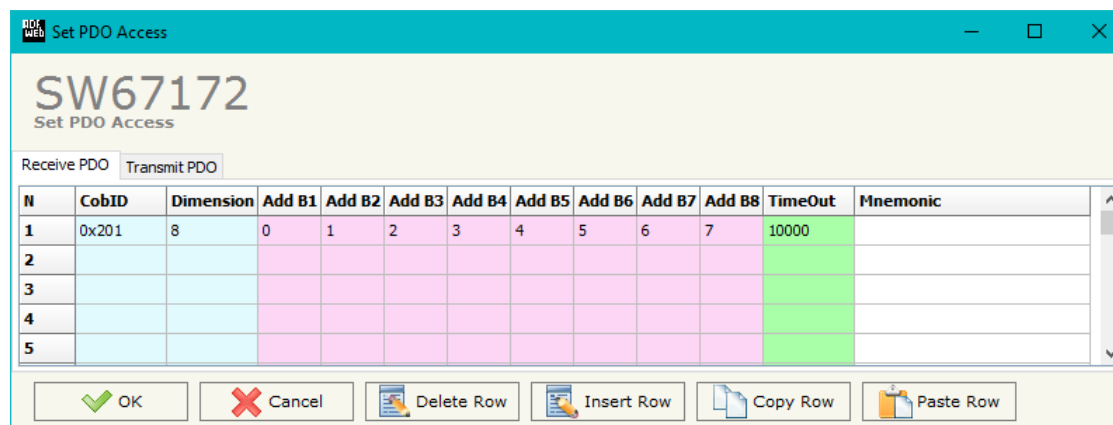 ADF WEB Set PDO Access
SW67172
Set PDO Access
Receive PDO Transmit PDO
N CobID Dimension Add B1 Add B2 Add B3 Add B4 Add B5 Add B6 Add B7 Add B8 TimeOut Mnemonic
1 0x201 8 0 1 2 3 4 5 6 7 10000
2
3
4
5
OK Cancel Delete Row Insert Row Copy Row Paste Row